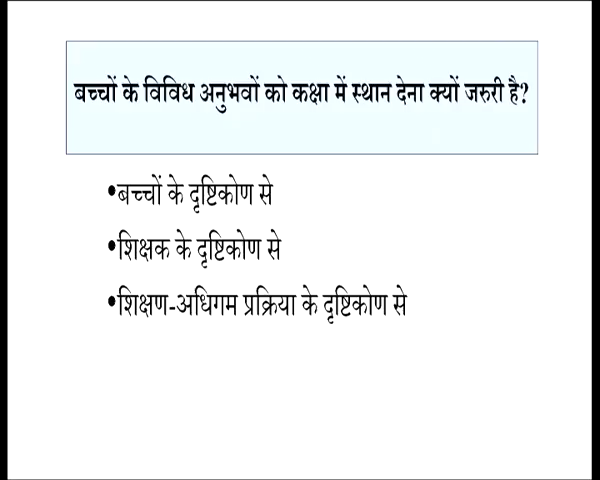 बच्चों के विविध अनुभवों को कक्षा में स्थान देना क्यों जरुरी है?
•बच्चों के दृष्टिकोण से
•शिक्षक के दृष्टिकोण से
•शिक्षण-अधिगम प्रक्रिया के दृष्टिकोण से